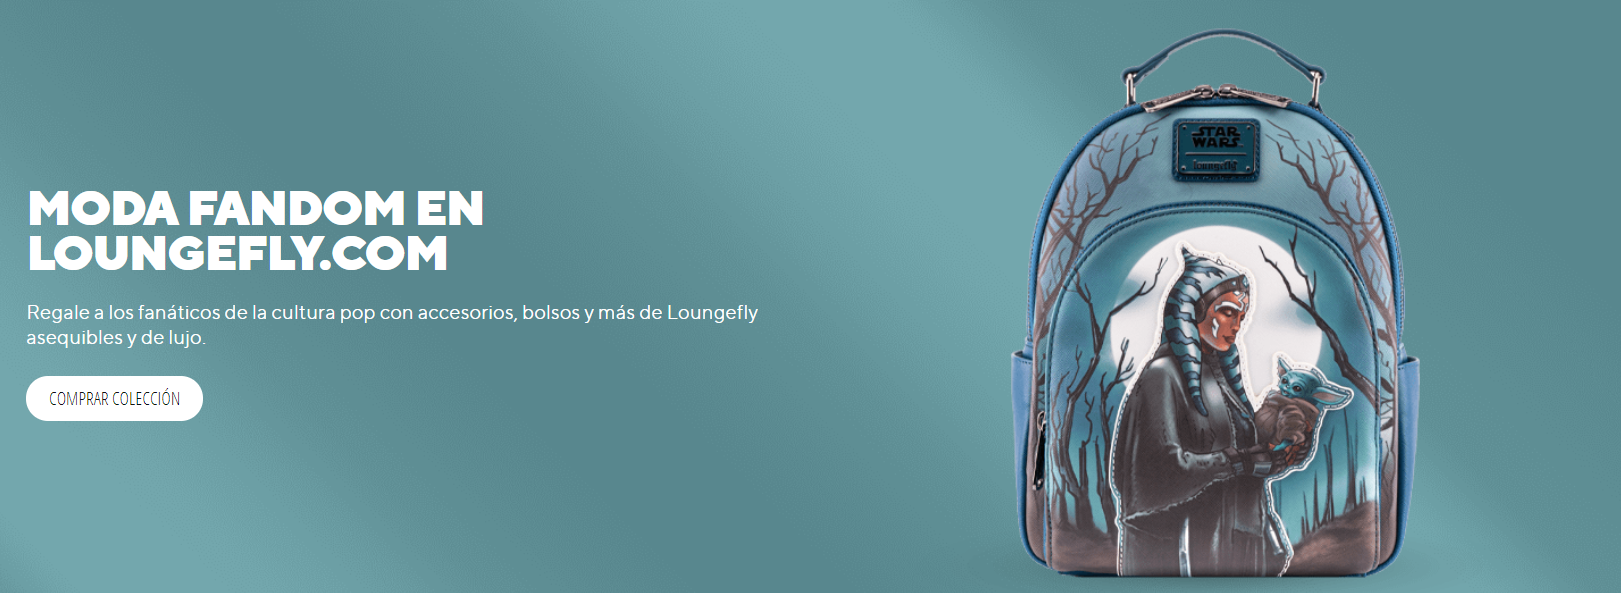 MODA FANDOM EN
LOUNGEFLY.COM
Regale a los fanáticos de la cultura pop con accesorios, bolsos y más de Loungefly
asequibles y de lujo.
COMPRAR COLECCIÓN
STAR
WARS
Loungefly